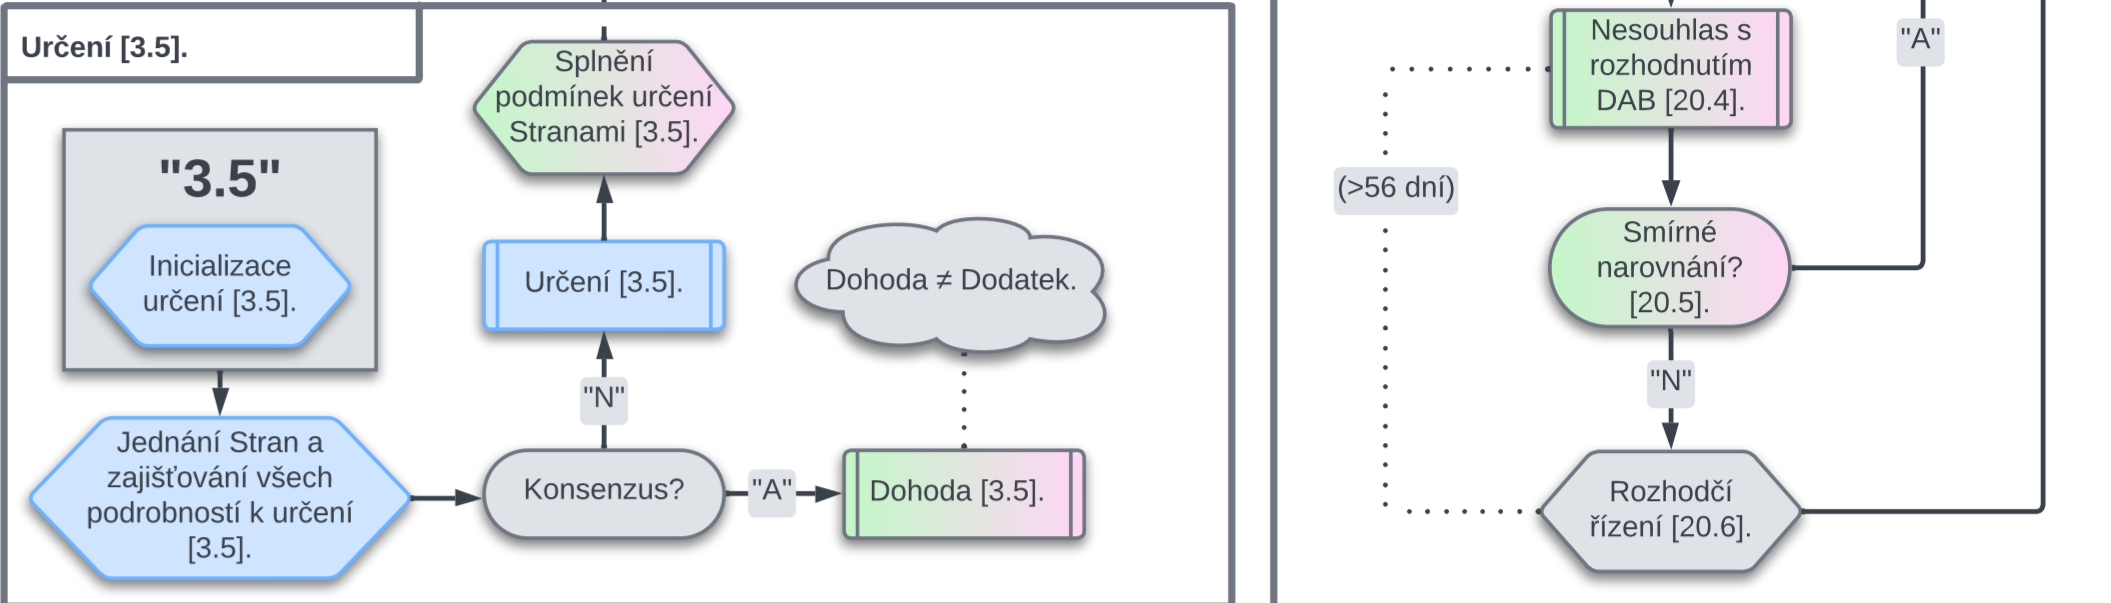 Určení [3.5].
"3.5"
Inicializace
určení [3.5].
Jednání Stran a
zajišťování všech
podrobností k určení
[3.5].
Splnění
podmínek určení
Stranami [3.5].
Určení [3.5].
"N"
Konsenzus?
"A"
Dohoda [3.5].
Dohoda ≠ Dodatek.
Nesouhlas s
rozhodnutím
DAB [20.4].
"A"
(>56 dní)
Smírné
narovnání?
[20.5].
"N"
Rozhodčí
řízení [20.6].